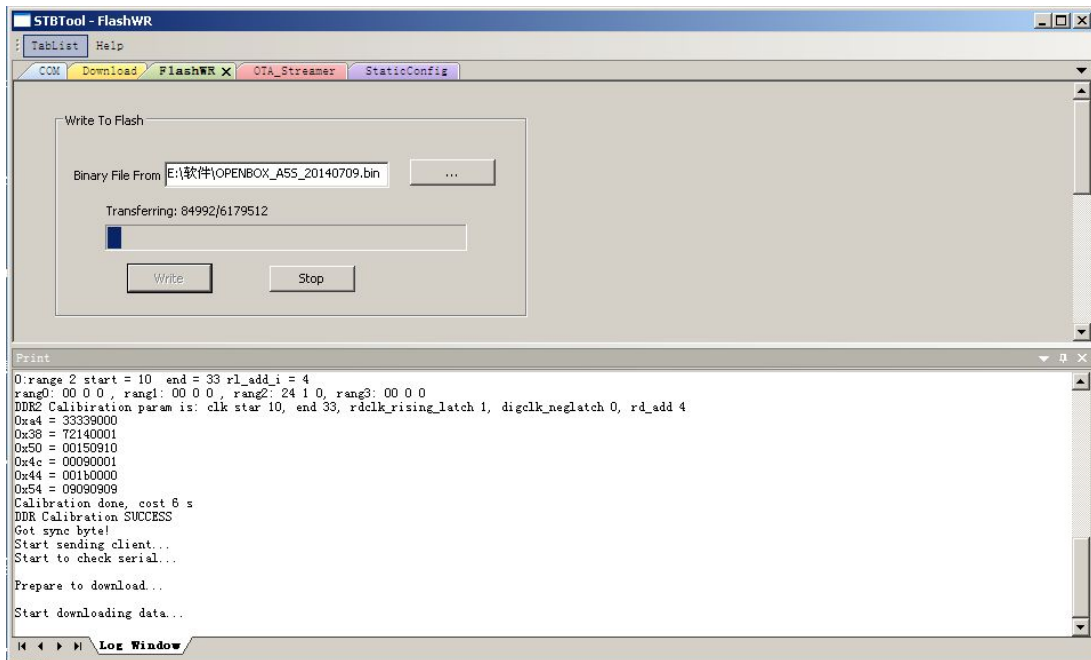 STBTool - FlashWR
TabList Help
COM Download FlashWR X OTA_Streamer StaticConfig
Write To Flash
Binary File From E:\软件\OPENBOX_A5S_20140709.bin ...
Transferring: 84992/6179512
Write Stop
Print
0:range 2 start = 10 end = 33 rl_add_i = 4
rang0: 00 0 0 , rang1: 00 0 0 , rang2: 24 1 0, rang3: 00 0 0
DDR2 Calibiration param is: clk star 10, end 33, rdclk_rising_latch 1, digclk_neglatch 0, rd_add 4
0xa4 = 33339000
0x38 = 72140001
0x50 = 00150910
0x4c = 00090001
0x44 = 001b0000
0x54 = 09090909
Calibration done, cost 6 s
DDR Calibration SUCCESS
Got sync byte!
Start sending client...
Start to check serial...
Prepare to download...
Start downloading data...
Log Window